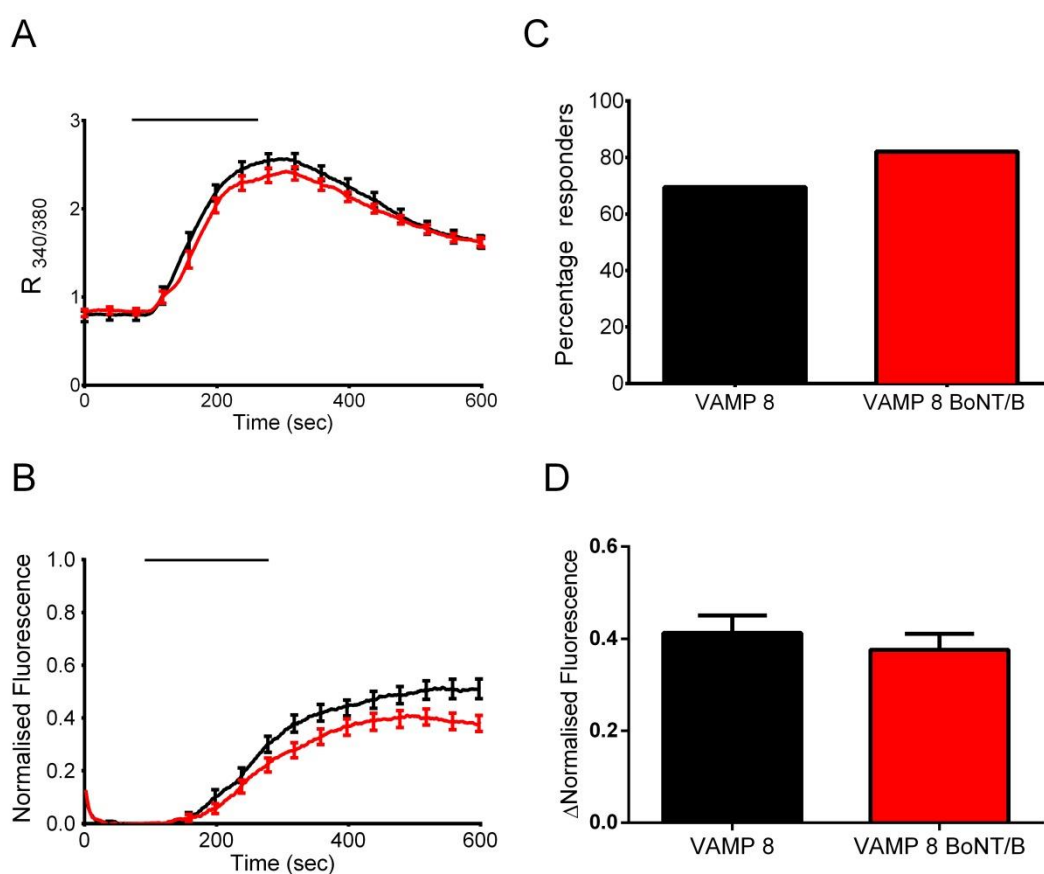 A
3
2
1
0
R 340/380
0 200 400 600
Time (sec)
B
1.0
0.8
0.6
0.4
0.2
0.0
Normalised Fluorescence
0 200 400 600
Time (sec)
C
100
80
60
40
20
0
Percentage responders
VAMP 8 VAMP 8 BoNT/B
D
0.6
0.4
0.2
0.0
ΔNormalised Fluorescence
VAMP 8 VAMP 8 BoNT/B